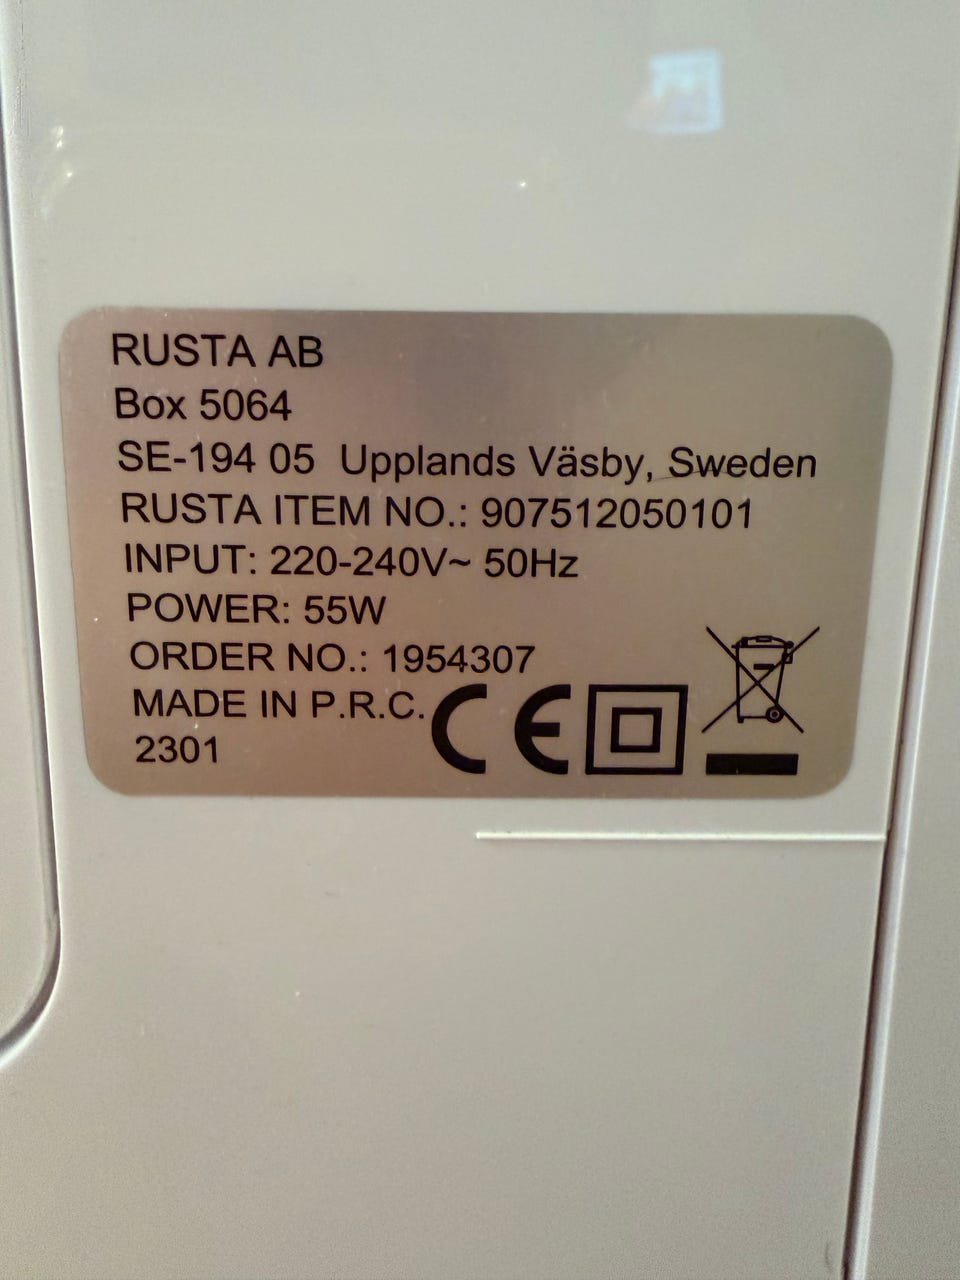 RUSTA AB
Box 5064
SE-194 05 Upplands Väsby, Sweden
RUSTA ITEM NO.: 907512050101
INPUT: 220-240V~ 50Hz
POWER: 55W
ORDER NO.: 1954307
MADE IN P.R.C. CE
2301